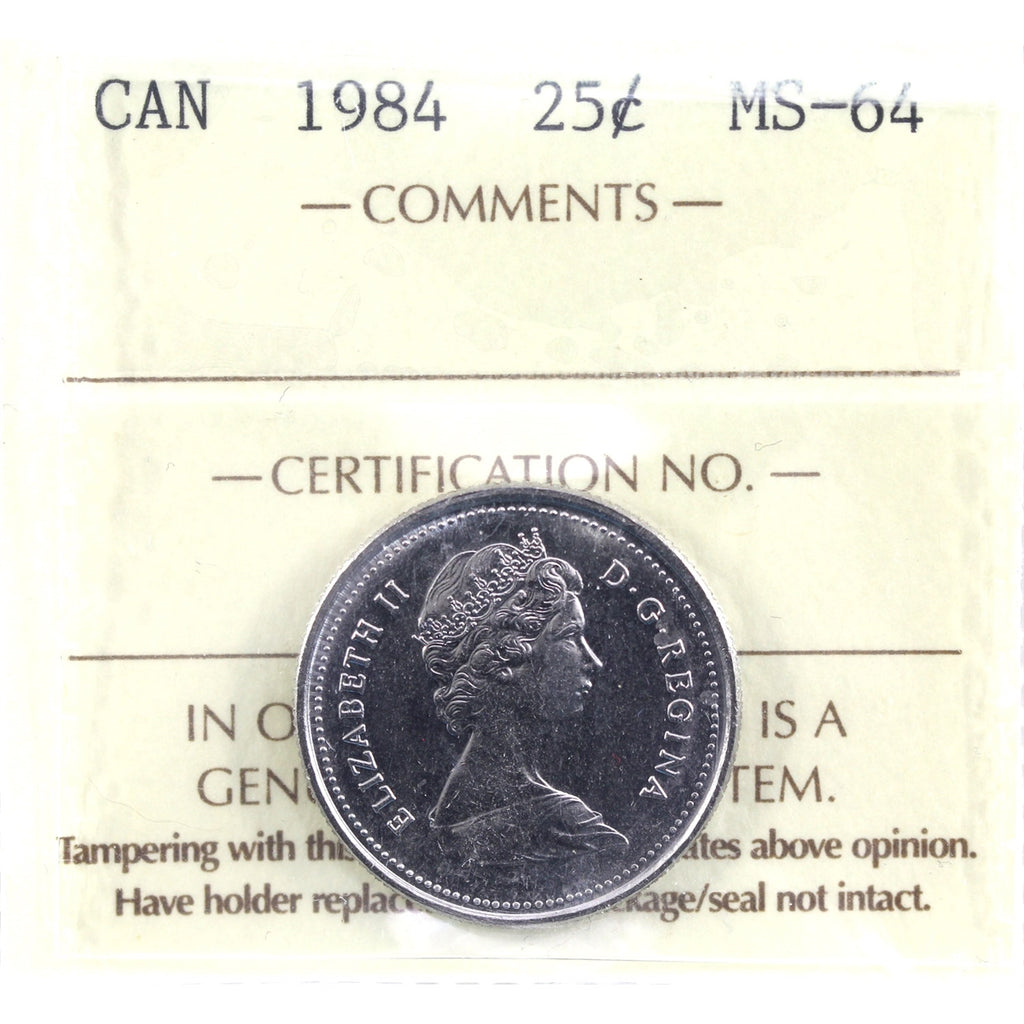 CAN 1984 25¢ MS-64
— COMMENTS —
— CERTIFICATION NO. —
ELIZABETH II D·G·REGINA
IN O IS A
GENU TEM.
Tampering with this ates above opinion.
Have holder replac kage/seal not intact.